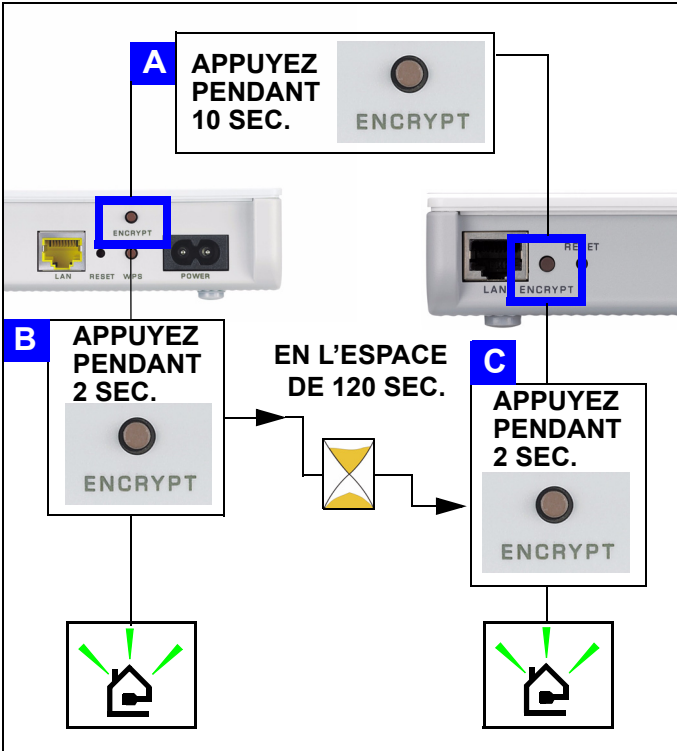 A
APPUYEZ
PENDANT
10 SEC.
ENCRYPT
ENCRYPT
LAN RESET WPS POWER
RESET
LAN ENCRYPT
B
APPUYEZ
PENDANT
2 SEC.
ENCRYPT
EN L’ESPACE
DE 120 SEC.
C
APPUYEZ
PENDANT
2 SEC.
ENCRYPT